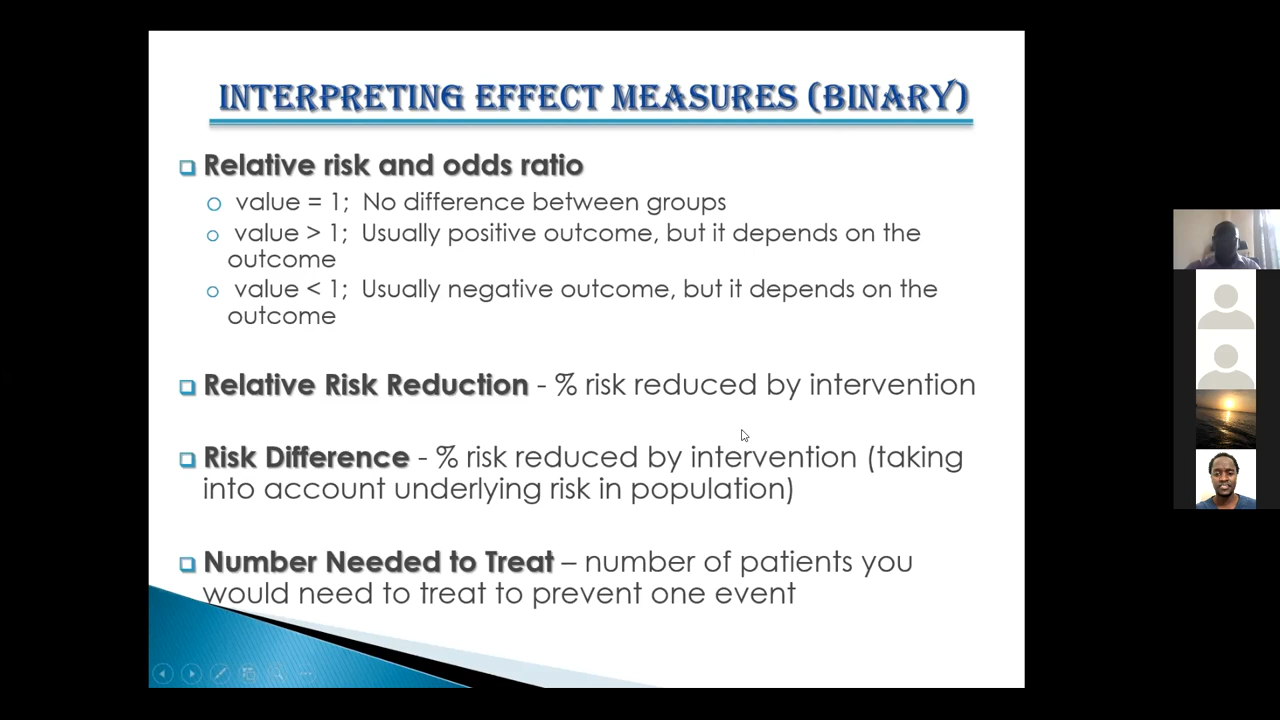 INTERPRETING EFFECT MEASURES (BINARY)
Relative risk and odds ratio
value = 1; No difference between groups
value > 1; Usually positive outcome, but it depends on the
outcome
value < 1; Usually negative outcome, but it depends on the
outcome
Relative Risk Reduction - % risk reduced by intervention
Risk Difference - % risk reduced by intervention (taking
into account underlying risk in population)
Number Needed to Treat – number of patients you
would need to treat to prevent one event